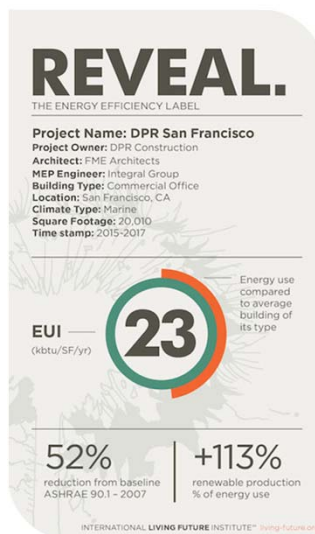 REVEAL.
THE ENERGY EFFICIENCY LABEL
Project Name: DPR San Francisco
Project Owner: DPR Construction
Architect: FME Architects
MEP Engineer: Integral Group
Building Type: Commercial Office
Location: San Francisco, CA
Climate Type: Marine
Square Footage: 20,010
Time stamp: 2015-2017
Energy use
compared
to average
building of
its type
EUI
(kbtu/SF/yr)
23
52%
reduction from baseline
ASHRAE 90.1 - 2007
+113%
renewable production
% of energy use
INTERNATIONAL LIVING FUTURE INSTITUTE™ living-future.or